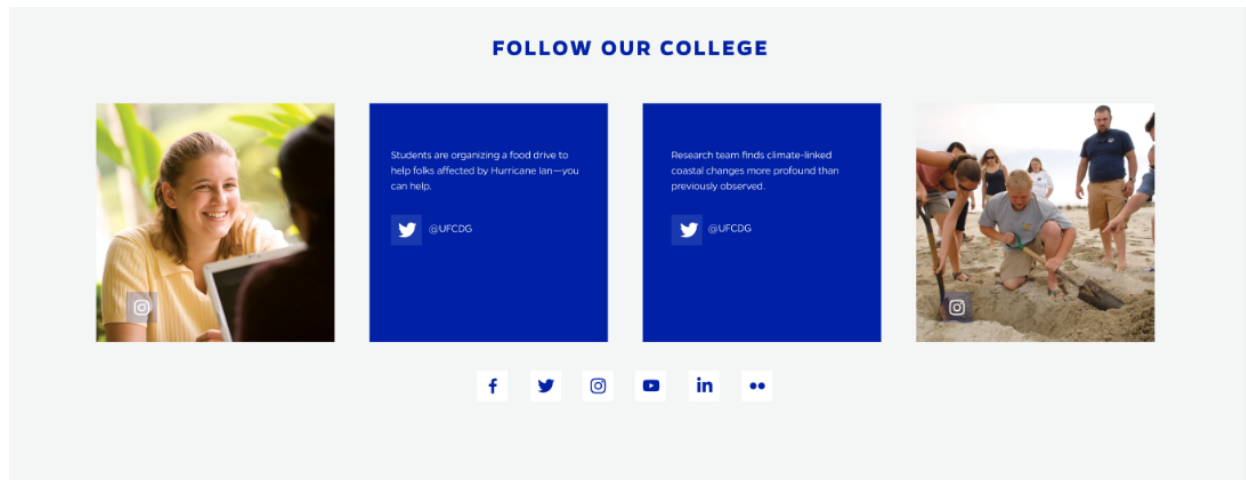 FOLLOW OUR COLLEGE
Students are organizing a food drive to
help folks affected by Hurricane Ian—you
can help.
@UFCDG
Research team finds climate-linked
coastal changes more profound than
previously observed.
@UFCDG